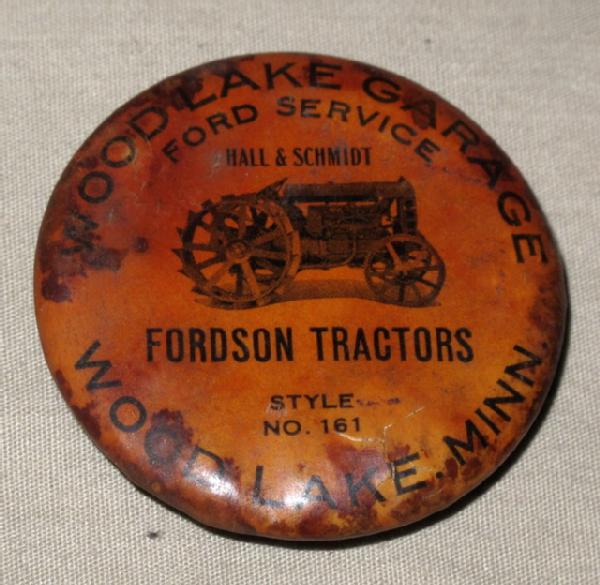 WOOD LAKE GARAGE
FORD SERVICE
HALL & SCHMIDT
FORDSON TRACTORS
STYLE
NO. 161
WOOD LAKE. MINN.